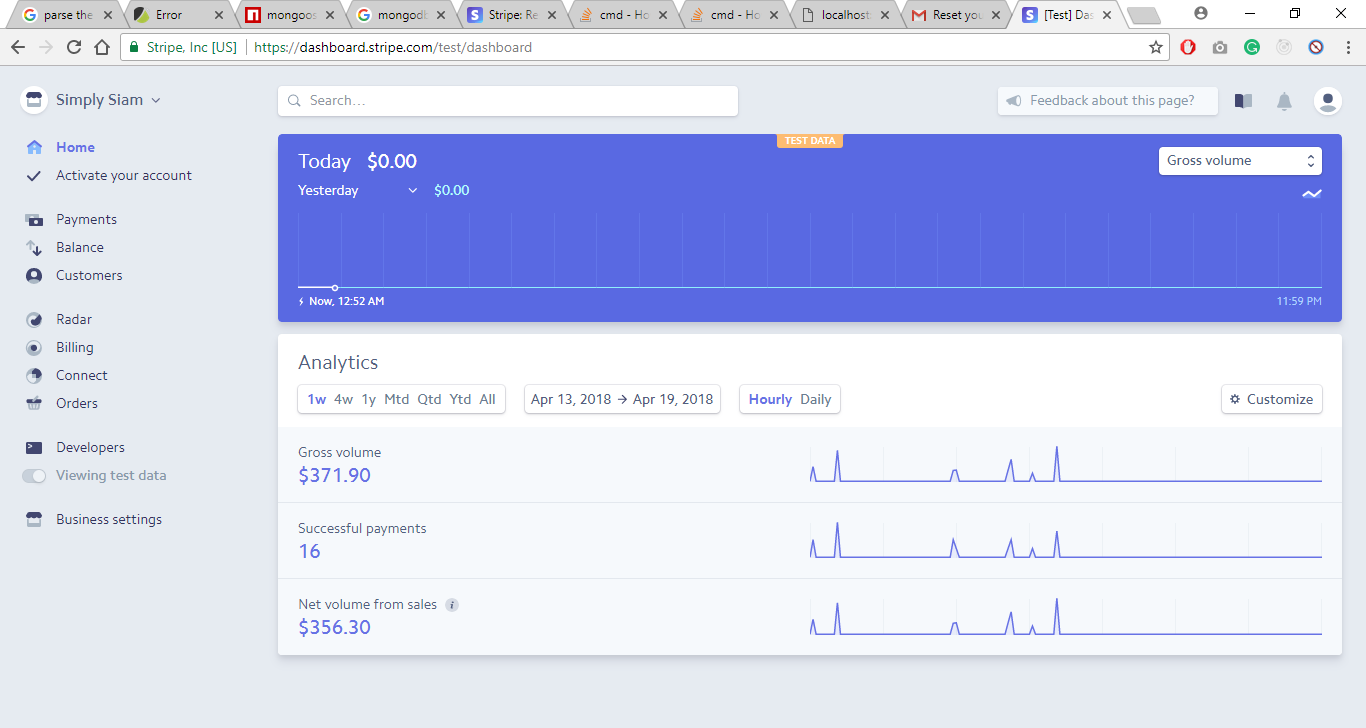 parse the
Error
mongoos
mongodb
Stripe: Re
cmd - Ho
cmd - Ho
localhost:
Reset you
[Test] Das
Stripe, Inc [US]
https://dashboard.stripe.com/test/dashboard
Simply Siam
Search...
Feedback about this page?
Home
Activate your account
Payments
Balance
Customers
Radar
Billing
Connect
Orders
Developers
Viewing test data
Business settings
TEST DATA
Today $0.00
Gross volume
Yesterday $0.00
Now, 12:52 AM
11:59 PM
Analytics
1w 4w 1y Mtd Qtd Ytd All
Apr 13, 2018 → Apr 19, 2018
Hourly Daily
Customize
Gross volume
$371.90
Successful payments
16
Net volume from sales
$356.30